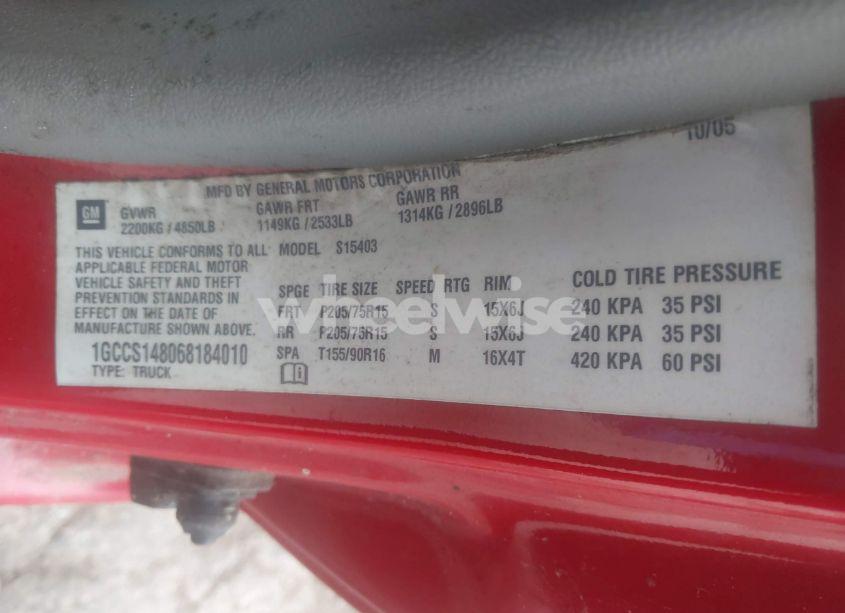 10/05
MFD BY GENERAL MOTORS CORPORATION
GM
GVWR GAWR FRT GAWR RR
2200KG / 4850LB 1149KG / 2533LB 1314KG / 2896LB
THIS VEHICLE CONFORMS TO ALL MODEL S15403
APPLICABLE FEDERAL MOTOR
VEHICLE SAFETY AND THEFT
PREVENTION STANDARDS IN
EFFECT ON THE DATE OF
MANUFACTURE SHOWN ABOVE.
1GCCS148068184010
TYPE: TRUCK
SPGE TIRE SIZE SPEED RTG RIM COLD TIRE PRESSURE
FRT P205/75R15 S 15X6J 240 KPA 35 PSI
RR P205/75R15 S 15X6J 240 KPA 35 PSI
SPA T155/90R16 M 16X4T 420 KPA 60 PSI
wheelwise